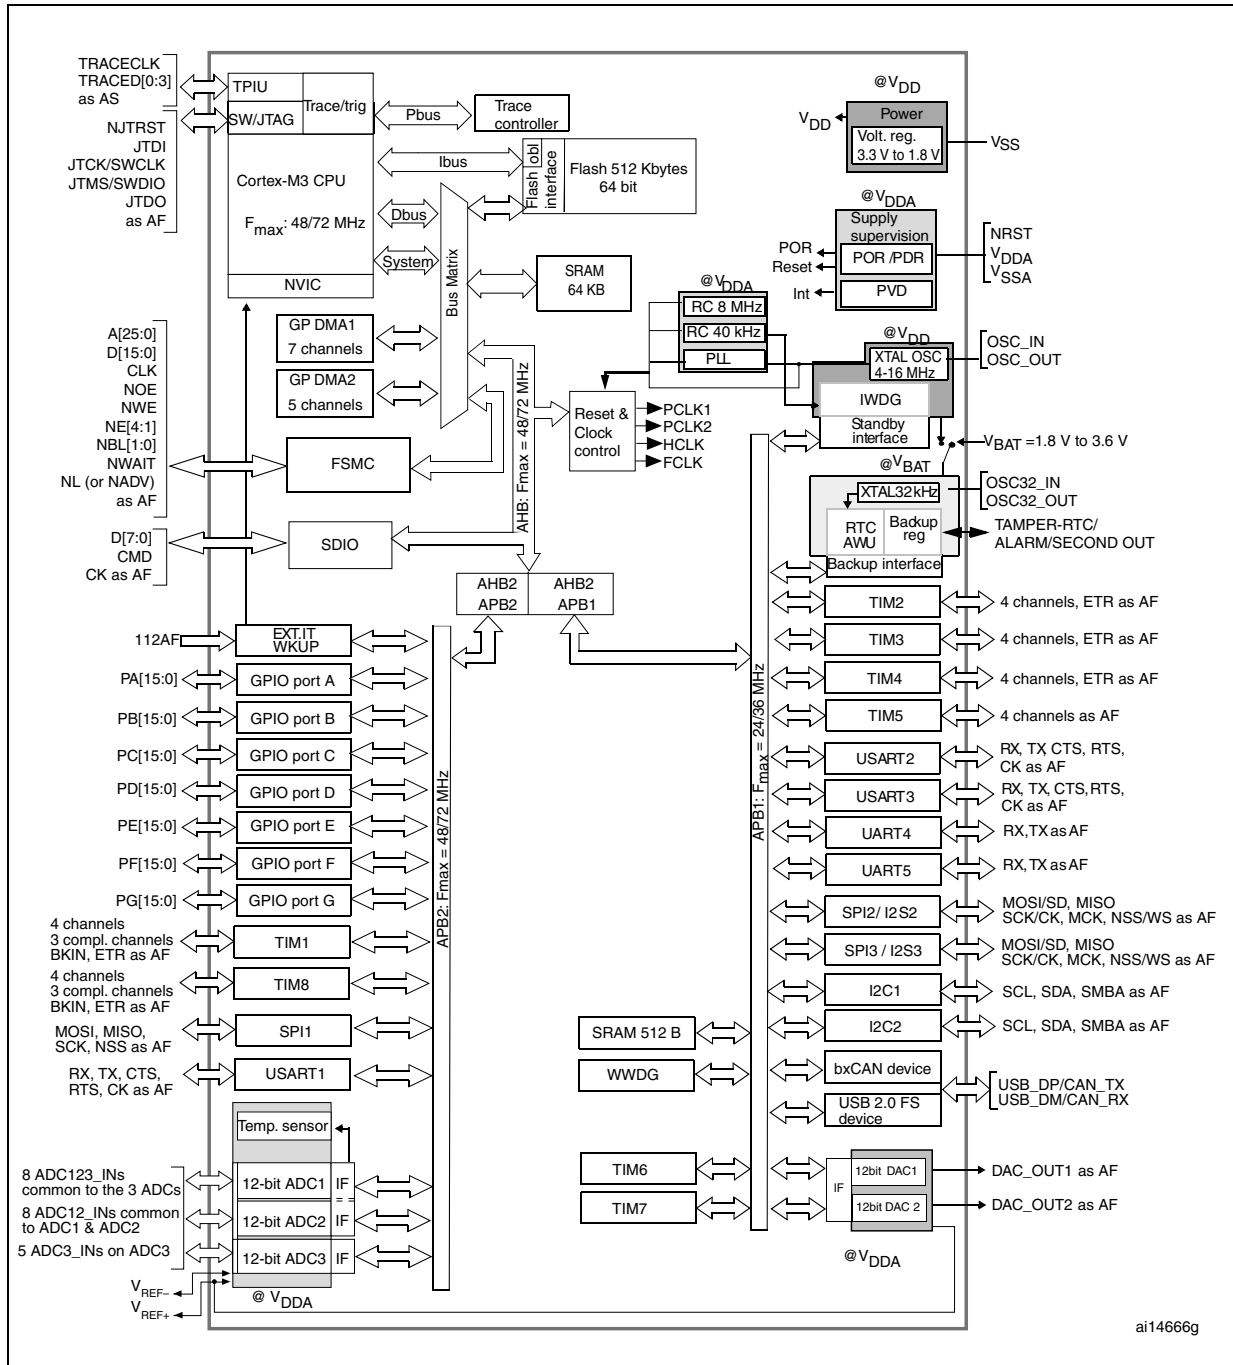 TRACECLK
TRACED[0:3]
as AS
NJTRST
JTDI
JTCK/SWCLK
JTMS/SWDIO
JTDO
as AF
TPIU
SW/JTAG
Trace/trig
Cortex-M3 CPU
Fmax: 48/72 MHz
NVIC
Pbus
Trace
controller
Ibus
Dbus
System
Bus Matrix
Flash
obl
interface
Flash 512 Kbytes
64 bit
SRAM
64 KB
GP DMA1
7 channels
GP DMA2
5 channels
A[25:0]
D[15:0]
CLK
NOE
NWE
NE[4:1]
NBL[1:0]
NWAIT
NL (or NADV)
as AF
FSMC
D[7:0]
CMD
CK as AF
SDIO
AHB: Fmax = 48/72 MHz
@VDD
VDD
Power
Volt. reg.
3.3 V to 1.8 V
VSS
@VDDA
Supply
supervision
POR
Reset
Int
POR / PDR
PVD
NRST
VDDA
VSSA
@VDDA
RC 8 MHz
RC 40 kHz
PLL
Reset &
Clock
control
PCLK1
PCLK2
HCLK
FCLK
@VDD
XTAL OSC
4-16 MHz
OSC_IN
OSC_OUT
IWDG
Standby
interface
VBAT =1.8 V to 3.6 V
@VBAT
XTAL32kHz
OSC32_IN
OSC32_OUT
RTC
AWU
Backup
reg
Backup interface
TAMPER-RTC/
ALARM/SECOND OUT
AHB2
APB2
AHB2
APB1
112AF
EXT.IT
WKUP
PA[15:0]
GPIO port A
PB[15:0]
GPIO port B
PC[15:0]
GPIO port C
PD[15:0]
GPIO port D
PE[15:0]
GPIO port E
PF[15:0]
GPIO port F
PG[15:0]
GPIO port G
4 channels
3 compl. channels
BKIN, ETR as AF
TIM1
4 channels
3 compl. channels
BKIN, ETR as AF
TIM8
MOSI, MISO,
SCK, NSS as AF
SPI1
RX, TX, CTS,
RTS, CK as AF
USART1
Temp. sensor
8 ADC123_INs
common to the 3 ADCs
12-bit ADC1
IF
8 ADC12_INs common
to ADC1 & ADC2
12-bit ADC2
IF
5 ADC3_INs on ADC3
12-bit ADC3
IF
VREF–
VREF+
@ VDDA
APB2: Fmax = 48/72 MHz
APB1: Fmax = 24/36 MHz
TIM2
4 channels, ETR as AF
TIM3
4 channels, ETR as AF
TIM4
4 channels, ETR as AF
TIM5
4 channels as AF
USART2
RX, TX, CTS, RTS,
CK as AF
USART3
RX, TX, CTS, RTS,
CK as AF
UART4
RX,TX as AF
UART5
RX, TX as AF
SPI2/ I2S2
MOSI/SD, MISO
SCK/CK, MCK, NSS/WS as AF
SPI3 / I2S3
MOSI/SD, MISO
SCK/CK, MCK, NSS/WS as AF
I2C1
SCL, SDA, SMBA as AF
I2C2
SCL, SDA, SMBA as AF
SRAM 512 B
WWDG
bxCAN device
USB 2.0 FS
device
USB_DP/CAN_TX
USB_DM/CAN_RX
TIM6
TIM7
IF
12bit DAC1
DAC_OUT1 as AF
12bit DAC 2
DAC_OUT2 as AF
@VDDA
ai14666g